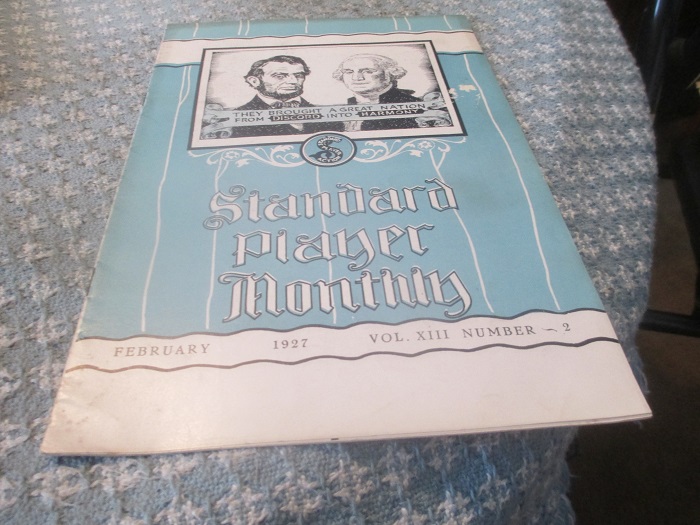 THEY BROUGHT A GREAT NATION
FROM DISCORD INTO HARMONY
S
Standard
Player
Monthly
FEBRUARY 1927 VOL. XIII NUMBER - 2